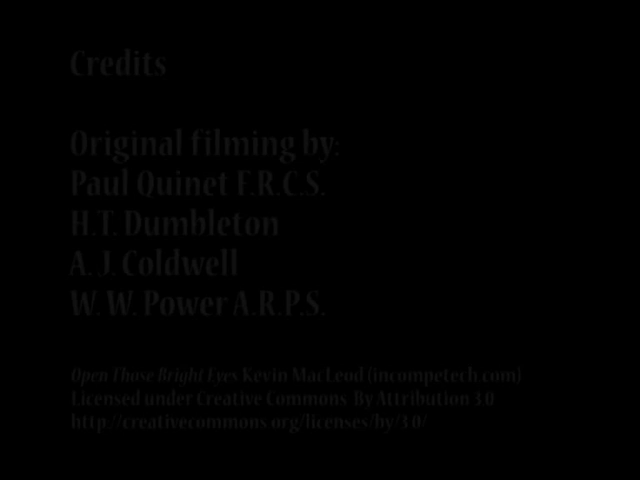 Credits
Original filming by:
Paul Quinet F.R.C.S.
H.T. Dumbleton
A. J. Coldwell
W. W. Power A.R.P.S.
Open Those Bright Eyes Kevin MacLeod (incompetech.com)
Licensed under Creative Commons By Attribution 3.0
http://creativecommons.org/licenses/by/3.0/